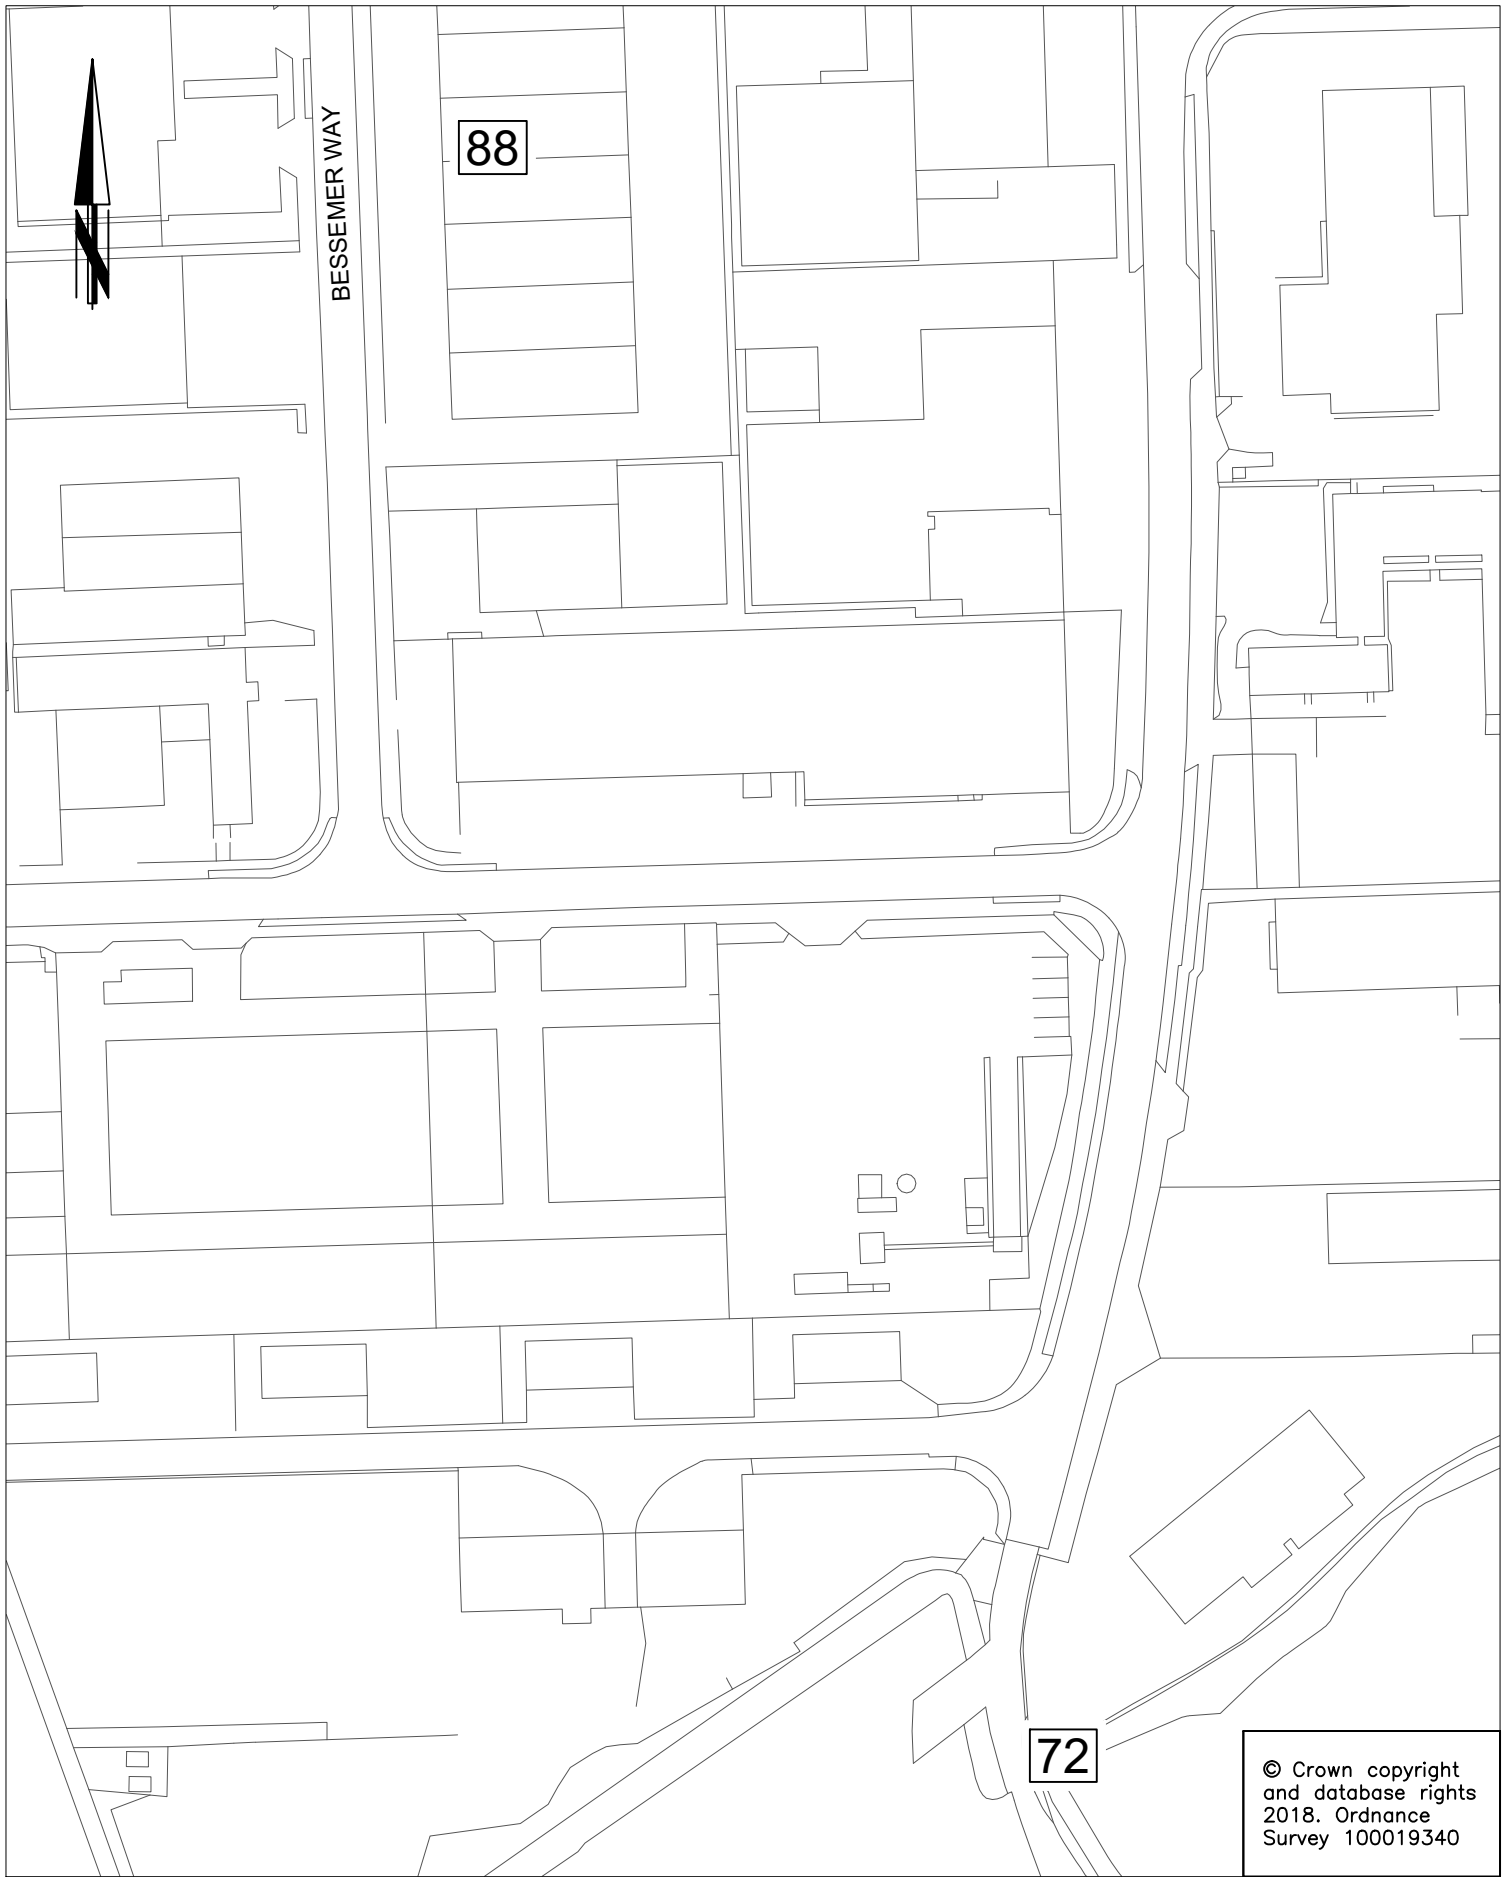 BESSEMER WAY
88
N
72
© Crown copyright
and database rights
2018. Ordnance
Survey 100019340